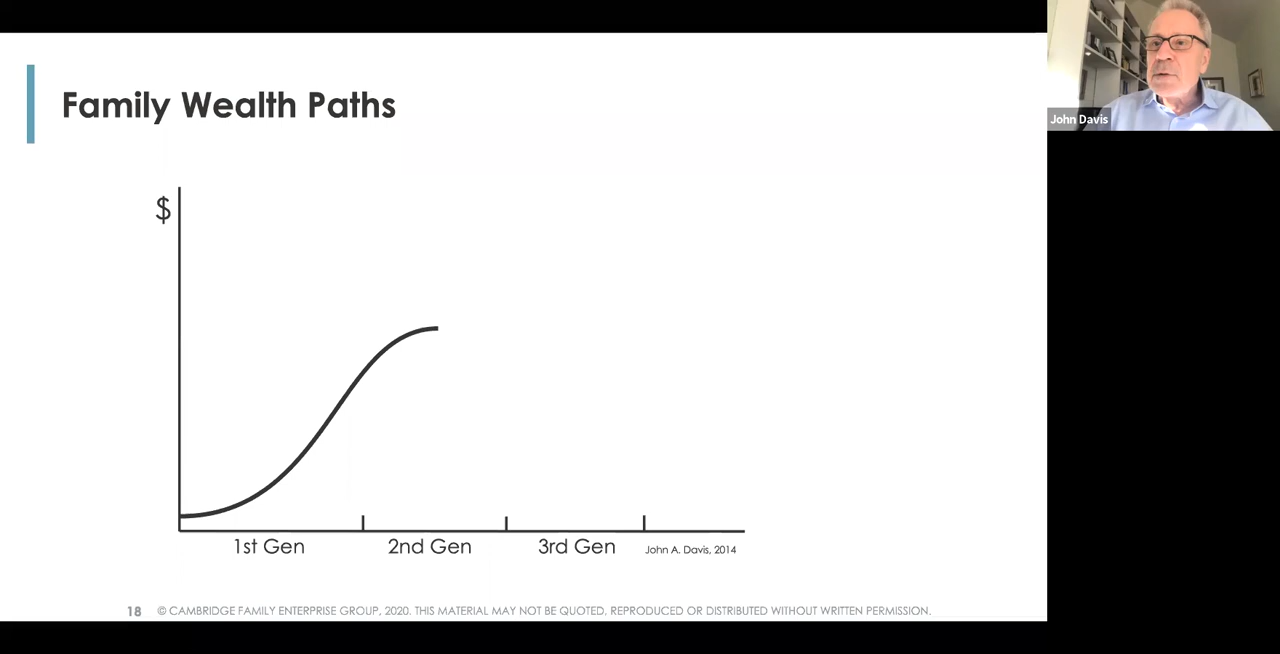 Family Wealth Paths
John Davis
$
1st Gen
2nd Gen
3rd Gen
John A. Davis, 2014
18 © CAMBRIDGE FAMILY ENTERPRISE GROUP, 2020. THIS MATERIAL MAY NOT BE QUOTED, REPRODUCED OR DISTRIBUTED WITHOUT WRITTEN PERMISSION.